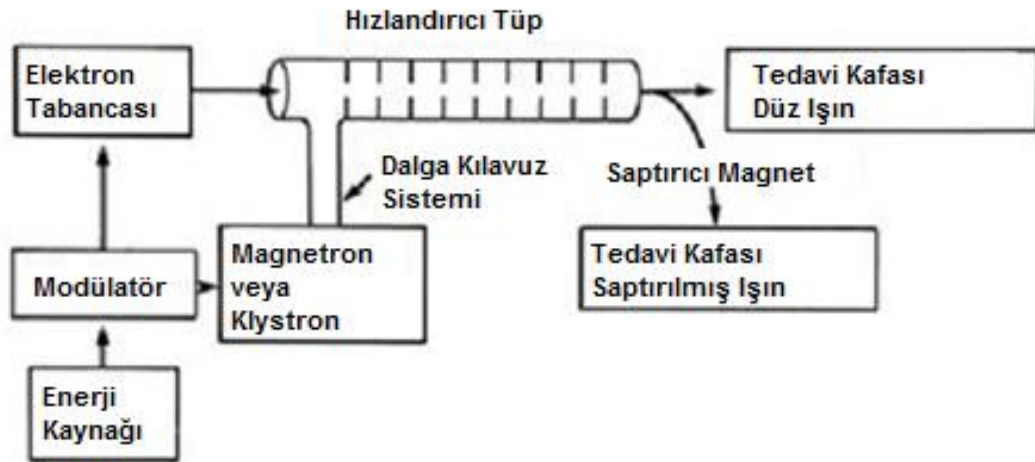 Hızlandırıcı Tüp
Elektron
Tabancası
Tedavi Kafası
Düz Işın
Dalga Kılavuz
Sistemi
Saptırıcı Magnet
Modülatör
Magnetron
veya
Klystron
Tedavi Kafası
Saptırılmış Işın
Enerji
Kaynağı